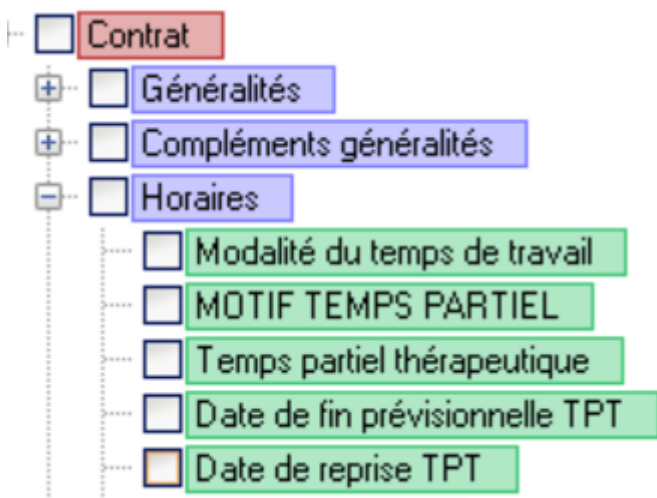 Contrat
Généralités
Compléments généralités
Horaires
Modalité du temps de travail
MOTIF TEMPS PARTIEL
Temps partiel thérapeutique
Date de fin prévisionnelle TPT
Date de reprise TPT